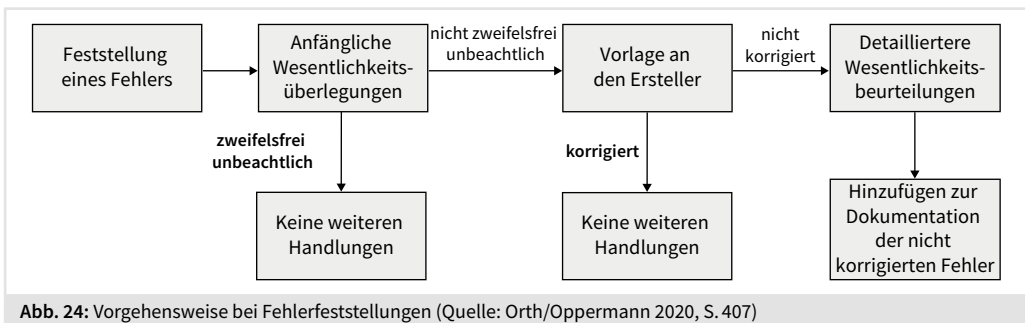 Feststellung
eines Fehlers
Anfängliche
Wesentlichkeits-
überlegungen
nicht zweifelsfrei
unbeachtlich
Vorlage an
den Ersteller
nicht
korrigiert
Detailliertere
Wesentlichkeits-
beurteilungen
zweifelsfrei
unbeachtlich
korrigiert
Keine weiteren
Handlungen
Keine weiteren
Handlungen
Hinzufügen zur
Dokumentation
der nicht
korrigierten Fehler
Abb. 24: Vorgehensweise bei Fehlerfeststellungen (Quelle: Orth/Oppermann 2020, S. 407)